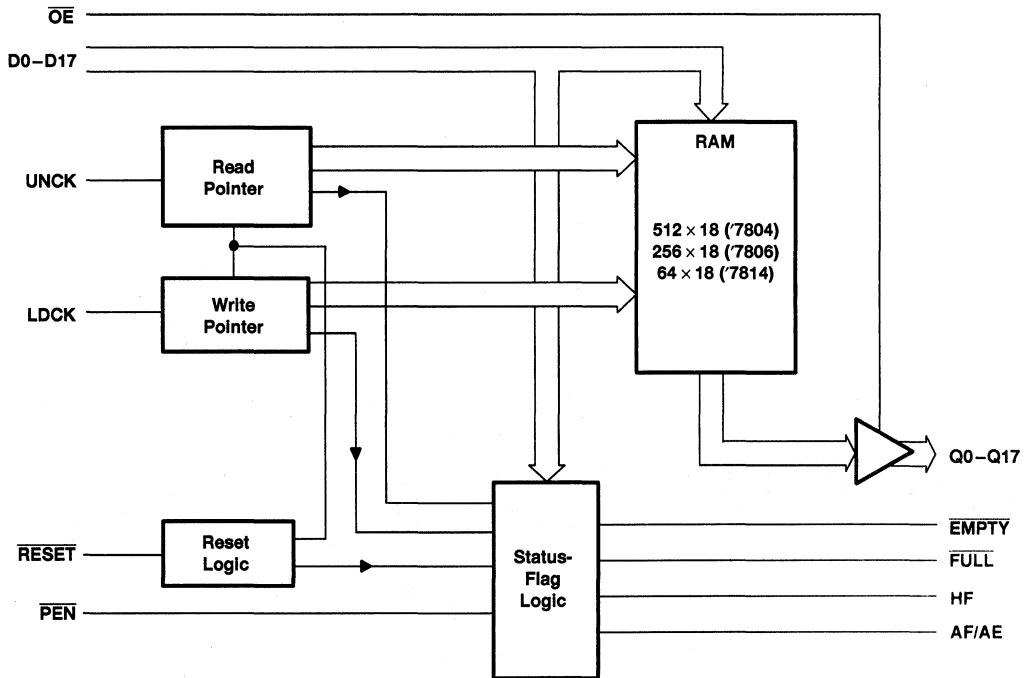 OE
D0–D17
RAM
Read
Pointer
UNCK
512 × 18 ('7804)
256 × 18 ('7806)
64 × 18 ('7814)
Write
Pointer
LDCK
Q0–Q17
EMPTY
RESET
Reset
Logic
Status-
Flag
Logic
FULL
HF
PEN
AF/AE